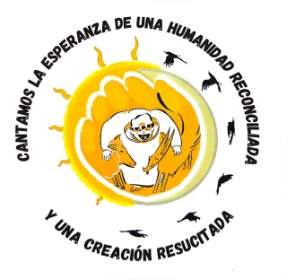 CANTAMOS LA ESPERANZA DE UNA HUMANIDAD RECONCILIADA
Y UNA CREACIÓN RESUCITADA